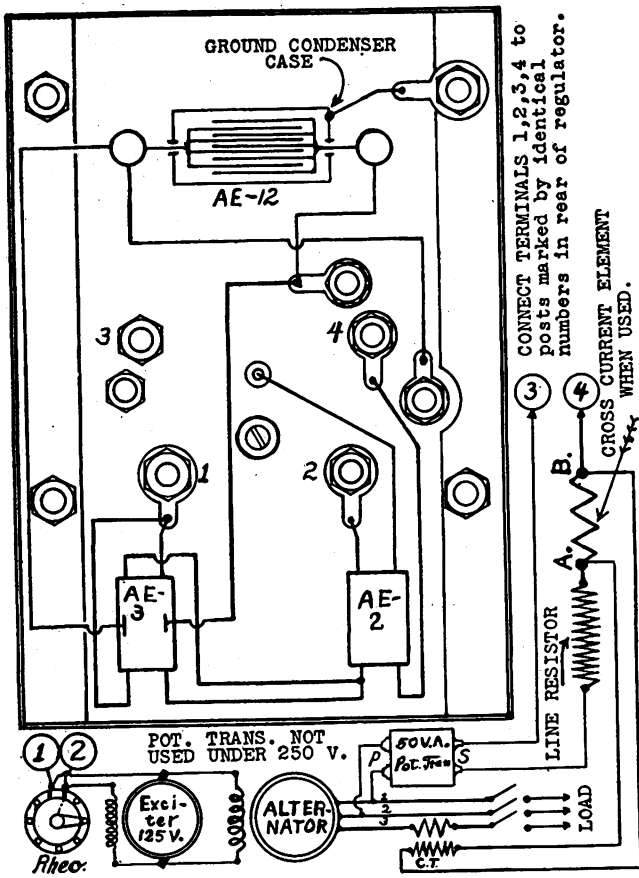 GROUND CONDENSER
CASE
AE-12
3
4
1
2
AE-
3
AE-
2
CONNECT TERMINALS 1,2,3,4 to
posts marked by identical
numbers in rear of regulator.
CROSS CURRENT ELEMENT
WHEN USED.
3
4
B.
A.
LINE RESISTOR
1
2
POT. TRANS. NOT
USED UNDER 250 V.
P
50V.A.
S
Pot. Tran
Exci-
ter
125V.
ALTER-
NATOR
1
2
3
LOAD
Rheo.
C.T.